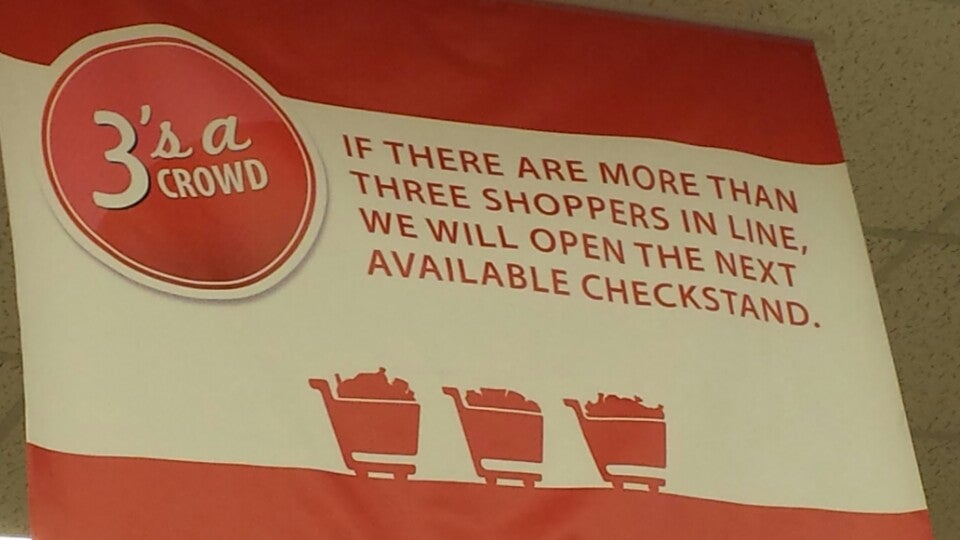 3's a
CROWD
IF THERE ARE MORE THAN
THREE SHOPPERS IN LINE,
WE WILL OPEN THE NEXT
AVAILABLE CHECKSTAND.